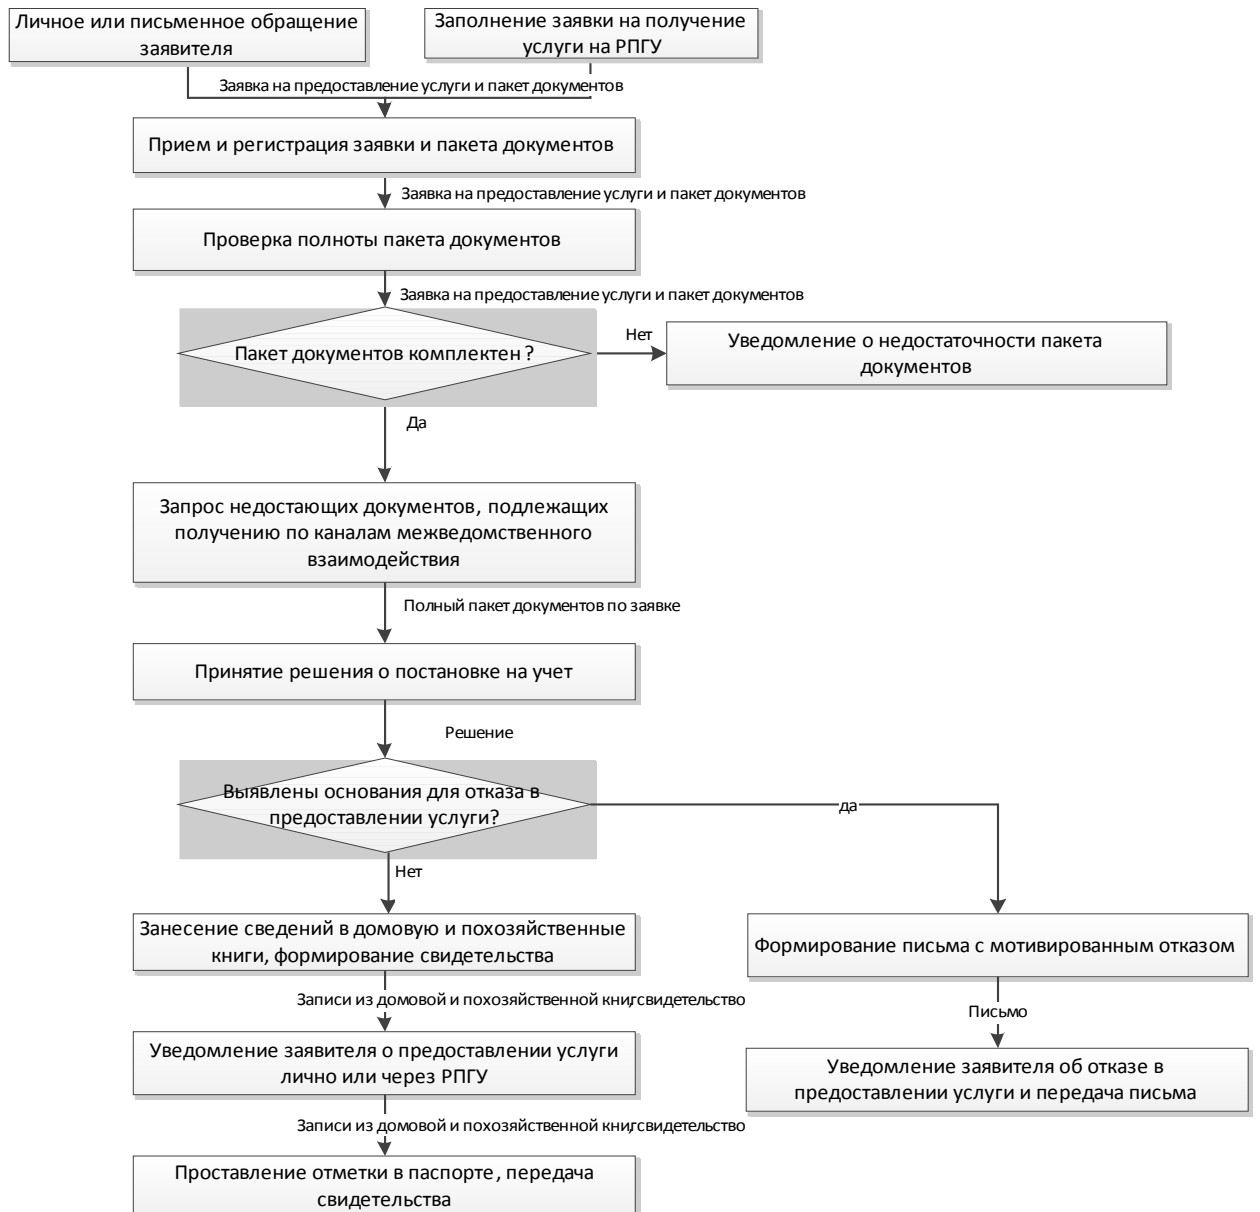 Личное или письменное обращение
заявителя
Заполнение заявки на получение
услуги на РПГУ
Заявка на предоставление услуги и пакет документов
Прием и регистрация заявки и пакета документов
Заявка на предоставление услуги и пакет документов
Проверка полноты пакета документов
Заявка на предоставление услуги и пакет документов
Пакет документов комплектен ?
Нет
Уведомление о недостаточности пакета
документов
Да
Запрос недостающих документов, подлежащих
получению по каналам межведомственного
взаимодействия
Полный пакет документов по заявке
Принятие решения о постановке на учет
Решение
Выявлены основания для отказа в
предоставлении услуги?
да
Нет
Занесение сведений в домовую и похозяйственные
книги, формирование свидетельства
Формирование письма с мотивированным отказом
Записи из домовой и похозяйственной книг,свидетельство
Письмо
Уведомление заявителя о предоставлении услуги
лично или через РПГУ
Уведомление заявителя об отказе в
предоставлении услуги и передача письма
Записи из домовой и похозяйственной книг,свидетельство
Проставление отметки в паспорте, передача
свидетельства